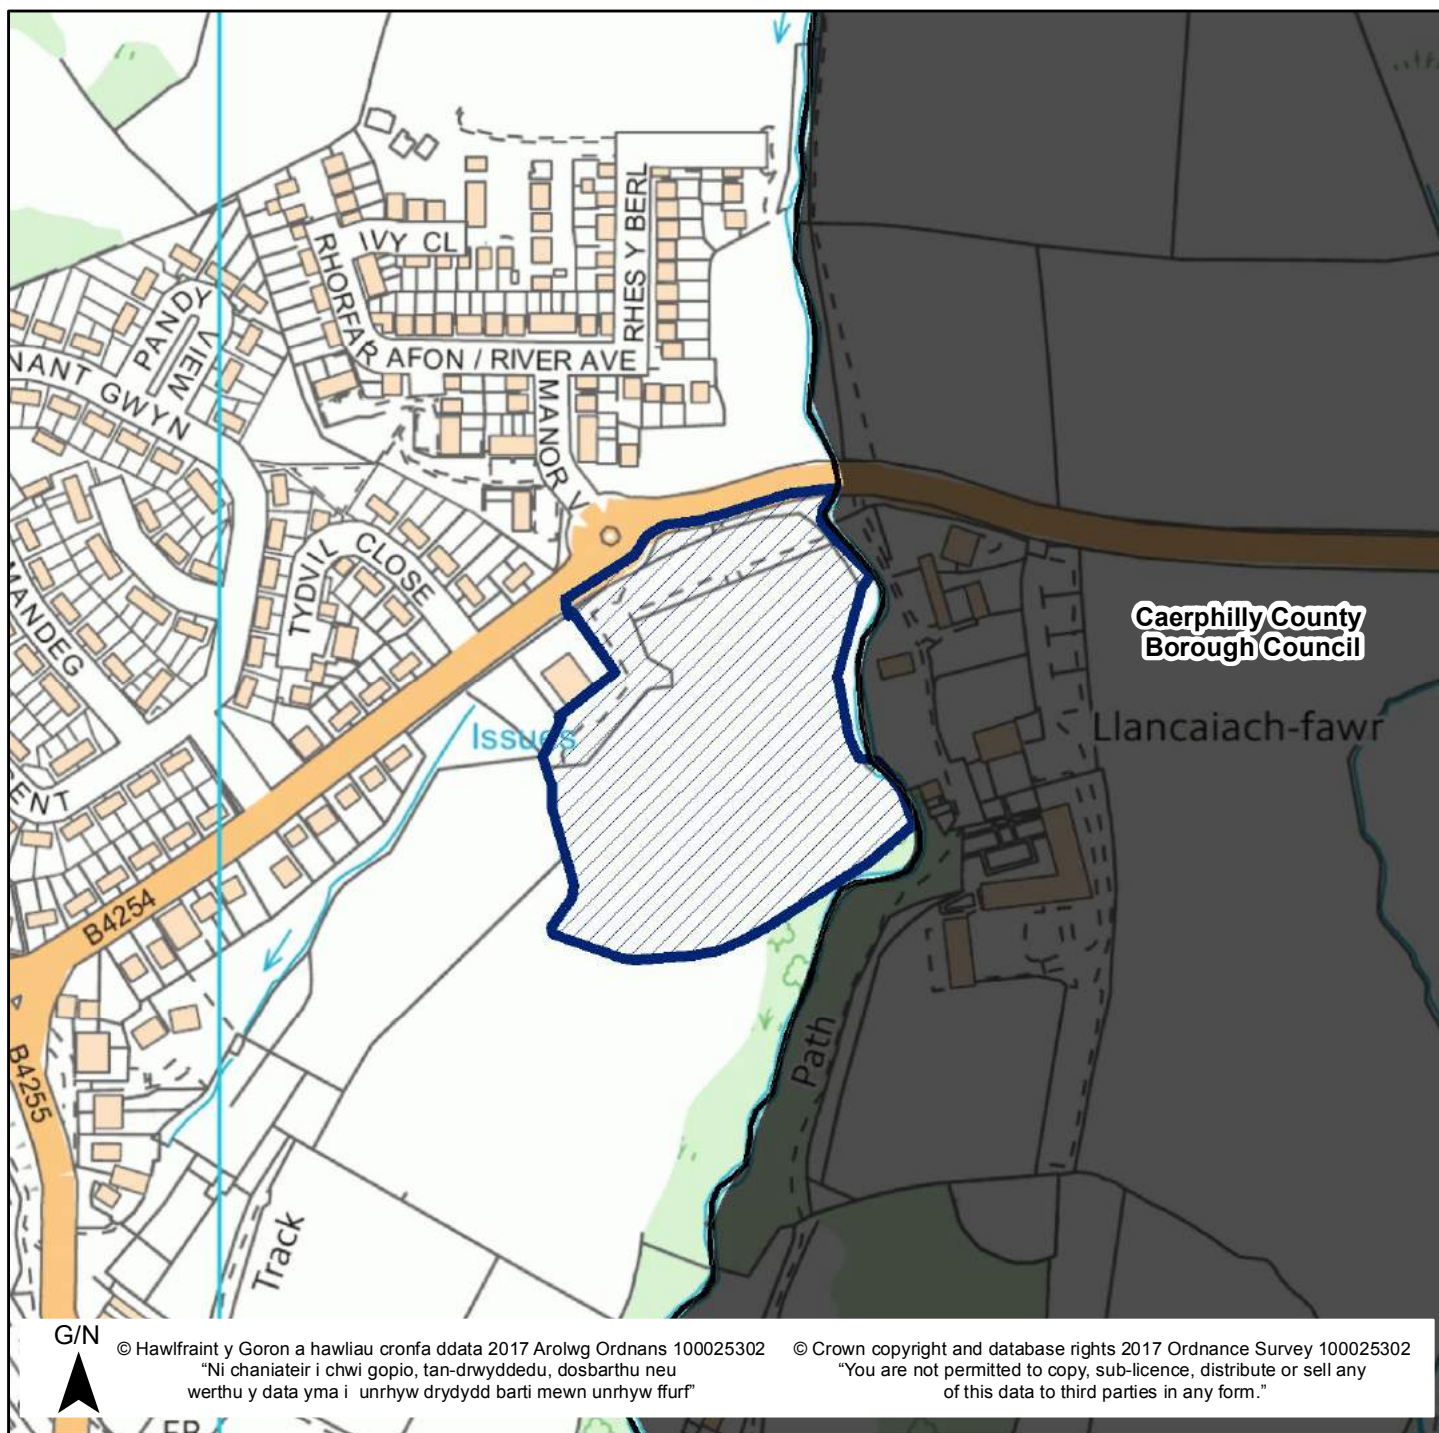 IVY CL
RHORFAR AFON / RIVER AVE
RHES Y BERL
PANDY VIEW
NANT GWYN
MANOR
TYDVIL CLOSE
MANDEG
Caerphilly County
Borough Council
Llancaiach-fawr
Issues
ENT
B4254
B4255
Path
Track
G/N
© Hawlfraint y Goron a hawliau cronfa ddata 2017 Arolwg Ordnans 100025302
“Ni chaniateir i chwi gopio, tan-drwyddedu, dosbarthu neu
werthu y data yma i unrhyw drydydd barti mewn unrhyw ffurf”
© Crown copyright and database rights 2017 Ordnance Survey 100025302
“You are not permitted to copy, sub-licence, distribute or sell any
of this data to third parties in any form.”